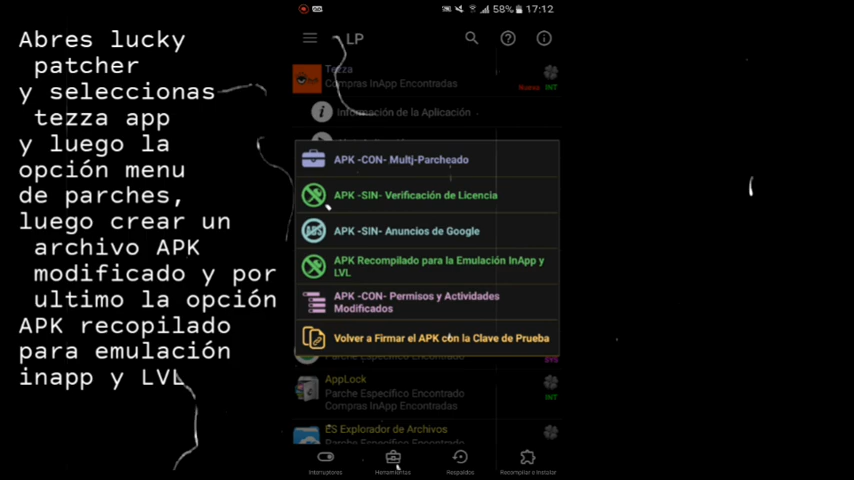 Abres lucky
patcher
y seleccionas
tezza app
y luego la
opción menu
de parches,
luego crear un
archivo APK
modificado y por
ultimo la opción
APK recopilado
para emulación
inapp y LVL
58% 17:12
LP
Tezza
Compras InApp Encontradas
Nuevo INT
Información de la Aplicación
APK -CON- Multj-Parcheado
APK -SIN- Verificación de Licencia
APK -SIN- Anuncios de Google
APK Recompilado para la Emulación InApp y
LVL
APK -CON- Permisos y Actividades
Modificados
Volver a Firmar el APK con la Clave de Prueba
Parche Específico Encontrado
SYS
AppLock
Parche Específico Encontrado
Compras InApp Encontradas
INT
ES Explorador de Archivos
Parche Específico Encontrado
Interruptores Herramientas Respaldos Recompilar e Instalar